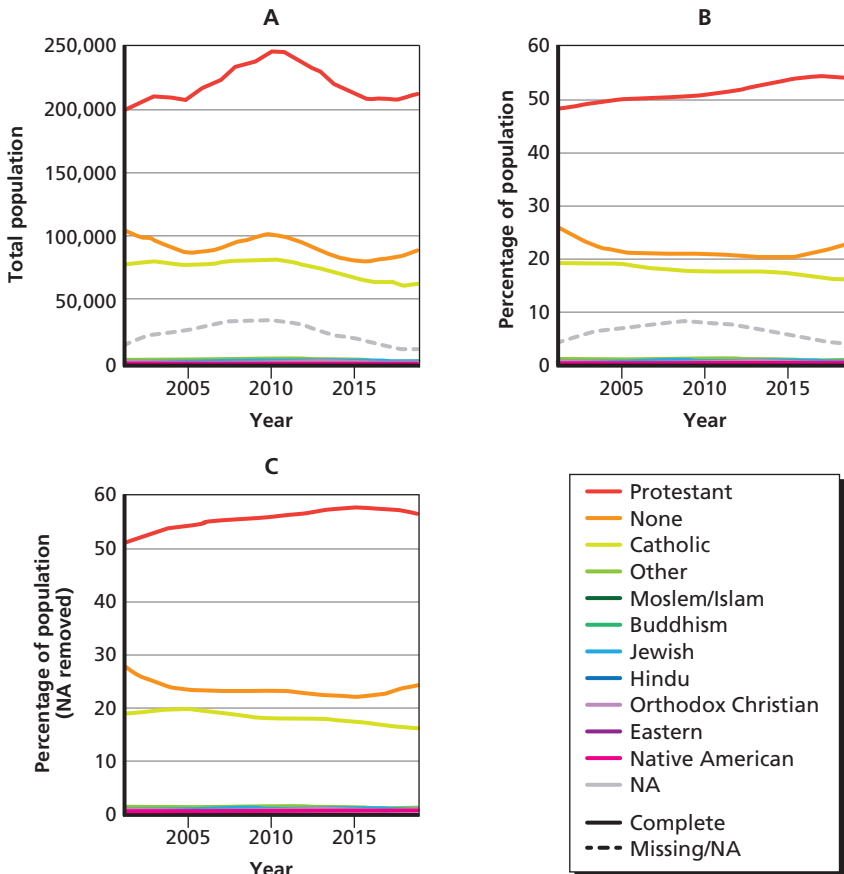 A
Total population
250,000
200,000
150,000
100,000
50,000
0
2005 2010 2015
Year
B
Percentage of population
60
50
40
30
20
10
0
2005 2010 2015
Year
C
Percentage of population
(NA removed)
60
50
40
30
20
10
0
2005 2010 2015
Year
Protestant
None
Catholic
Other
Moslem/Islam
Buddhism
Jewish
Hindu
Orthodox Christian
Eastern
Native American
NA
Complete
Missing/NA